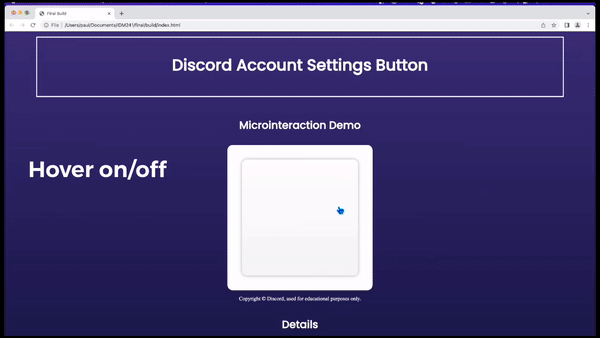 Final Build
File
/Users/paul/Documents/IDM241/final/build/index.html
Discord Account Settings Button
Microinteraction Demo
Hover on/off
Copyright © Discord, used for educational purposes only.
Details